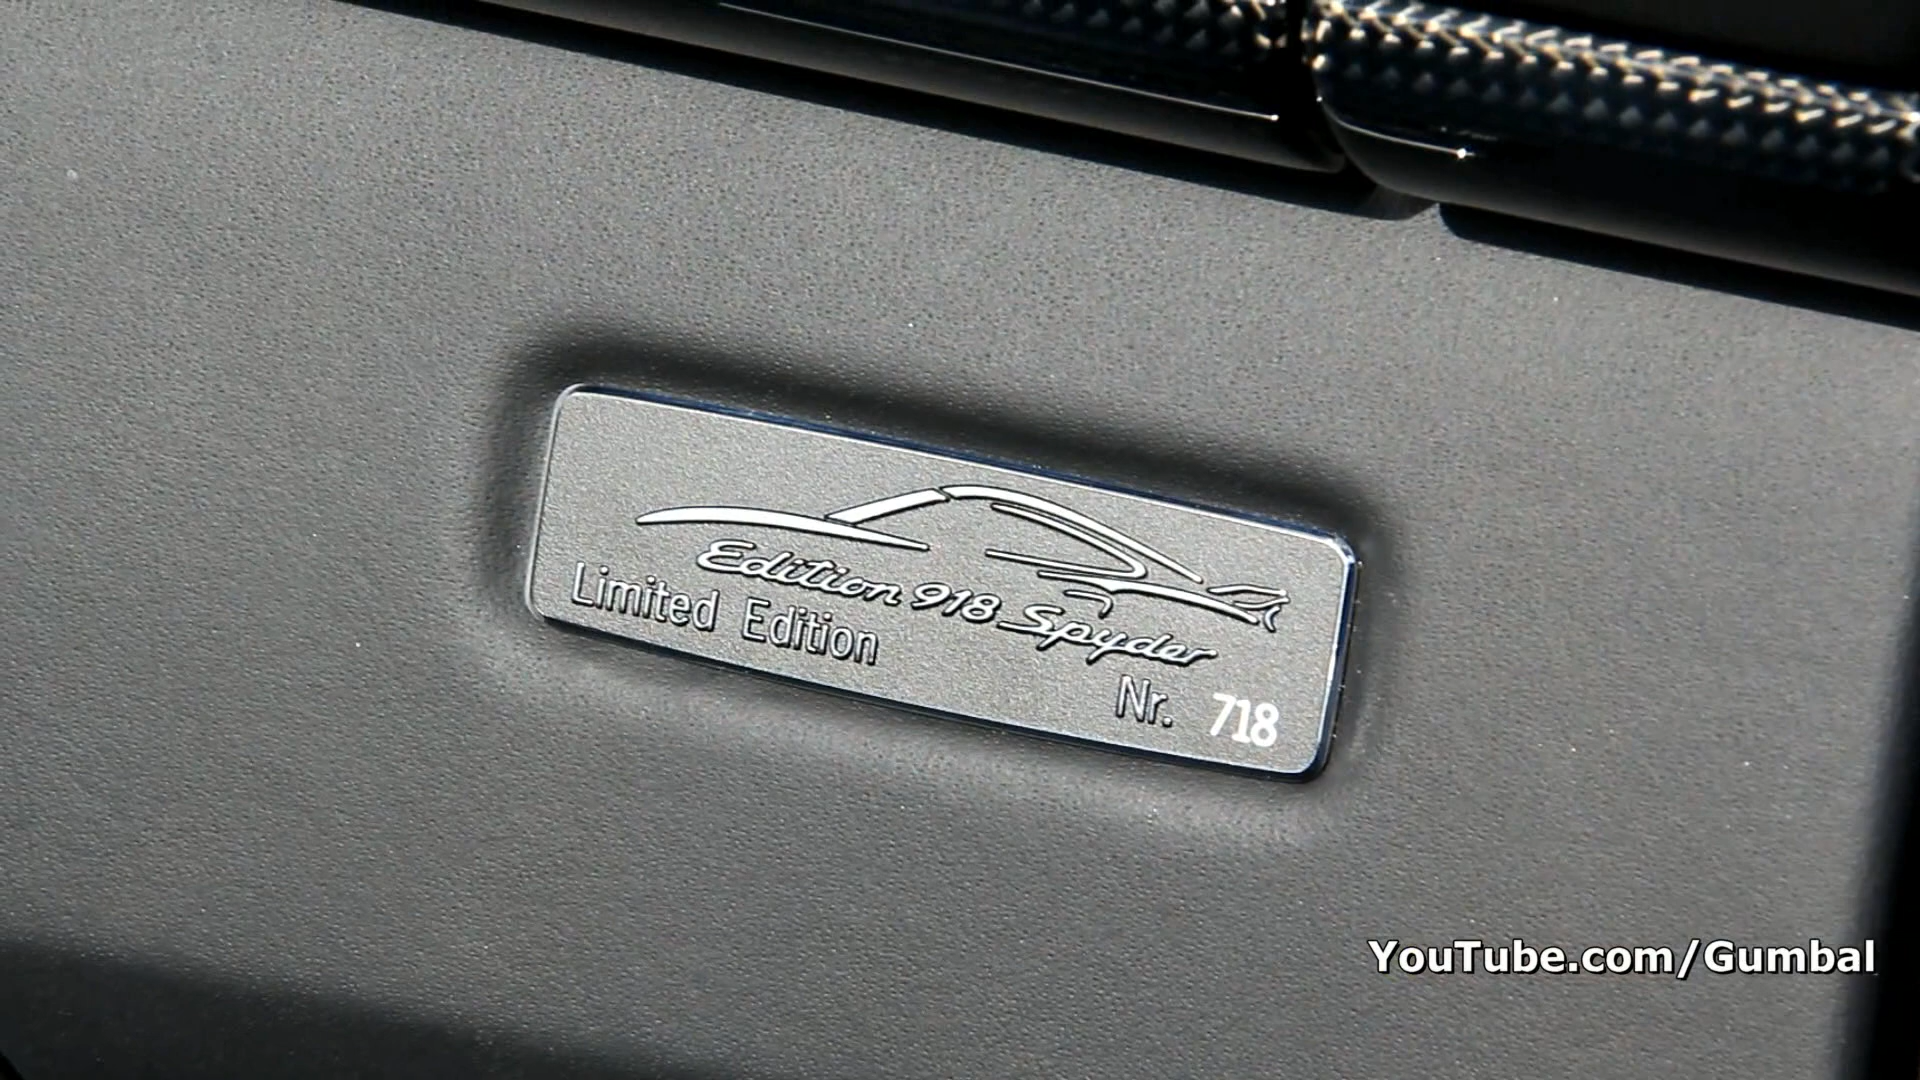 Edition 918 Spyder
Limited Edition
Nr. 718
YouTube.com/Gumbal